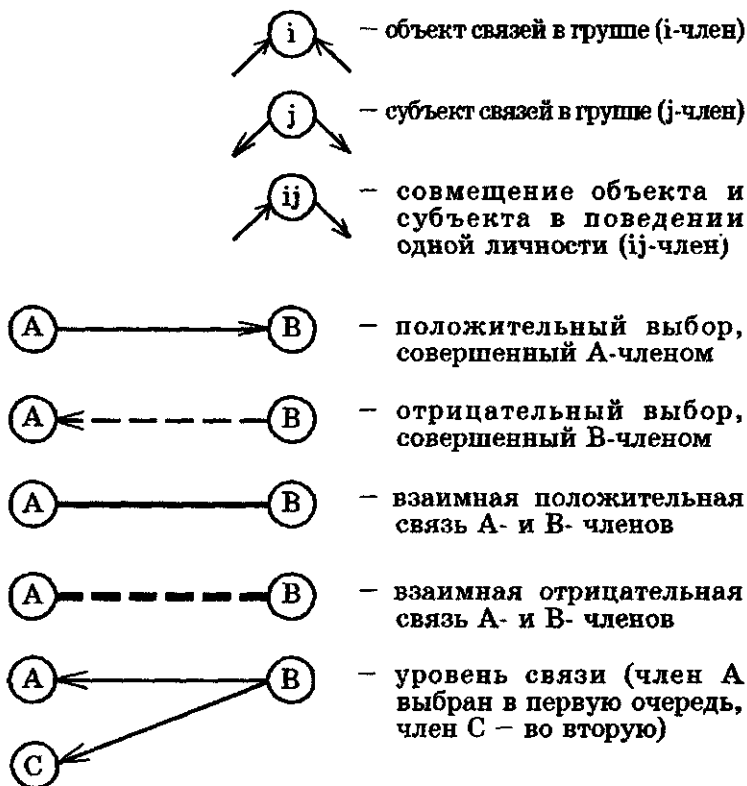 i – объект связей в группе (i-член)
j – субъект связей в группе (j-член)
ij – совмещение объекта и
субъекта в поведении
одной личности (ij-член)
A B – положительный выбор,
совершенный А-членом
A B – отрицательный выбор,
совершенный В-членом
A B – взаимная положительная
связь А- и В- членов
A B – взаимная отрицательная
связь А- и В- членов
A B – уровень связи (член А
выбран в первую очередь,
C член С – во вторую)